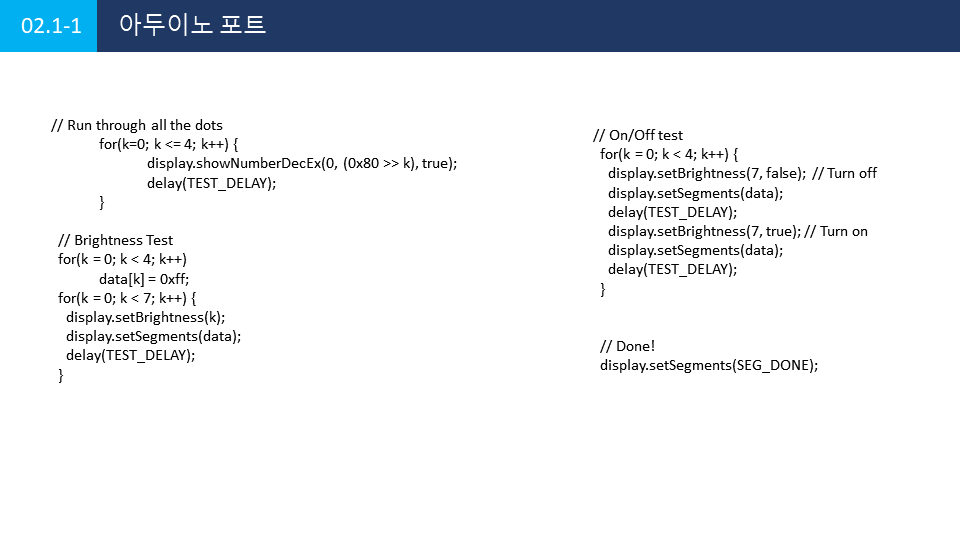 02.1-1 아두이노 포트
// Run through all the dots
for(k=0; k <= 4; k++) {
display.showNumberDecEx(0, (0x80 >> k), true);
delay(TEST_DELAY);
}
// Brightness Test
for(k = 0; k < 4; k++)
data[k] = 0xff;
for(k = 0; k < 7; k++) {
display.setBrightness(k);
display.setSegments(data);
delay(TEST_DELAY);
}
// On/Off test
for(k = 0; k < 4; k++) {
display.setBrightness(7, false); // Turn off
display.setSegments(data);
delay(TEST_DELAY);
display.setBrightness(7, true); // Turn on
display.setSegments(data);
delay(TEST_DELAY);
}
// Done!
display.setSegments(SEG_DONE);